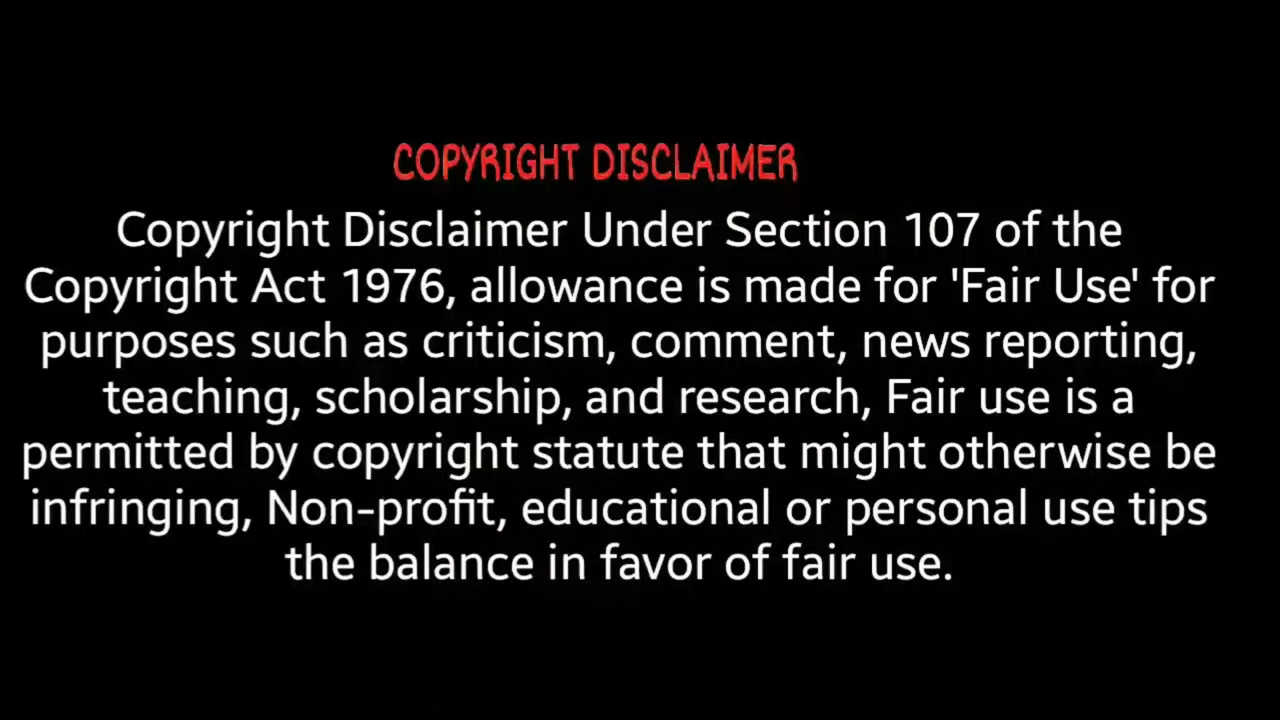 COPYRIGHT DISCLAIMER
Copyright Disclaimer Under Section 107 of the
Copyright Act 1976, allowance is made for 'Fair Use' for
purposes such as criticism, comment, news reporting,
teaching, scholarship, and research, Fair use is a
permitted by copyright statute that might otherwise be
infringing, Non-profit, educational or personal use tips
the balance in favor of fair use.